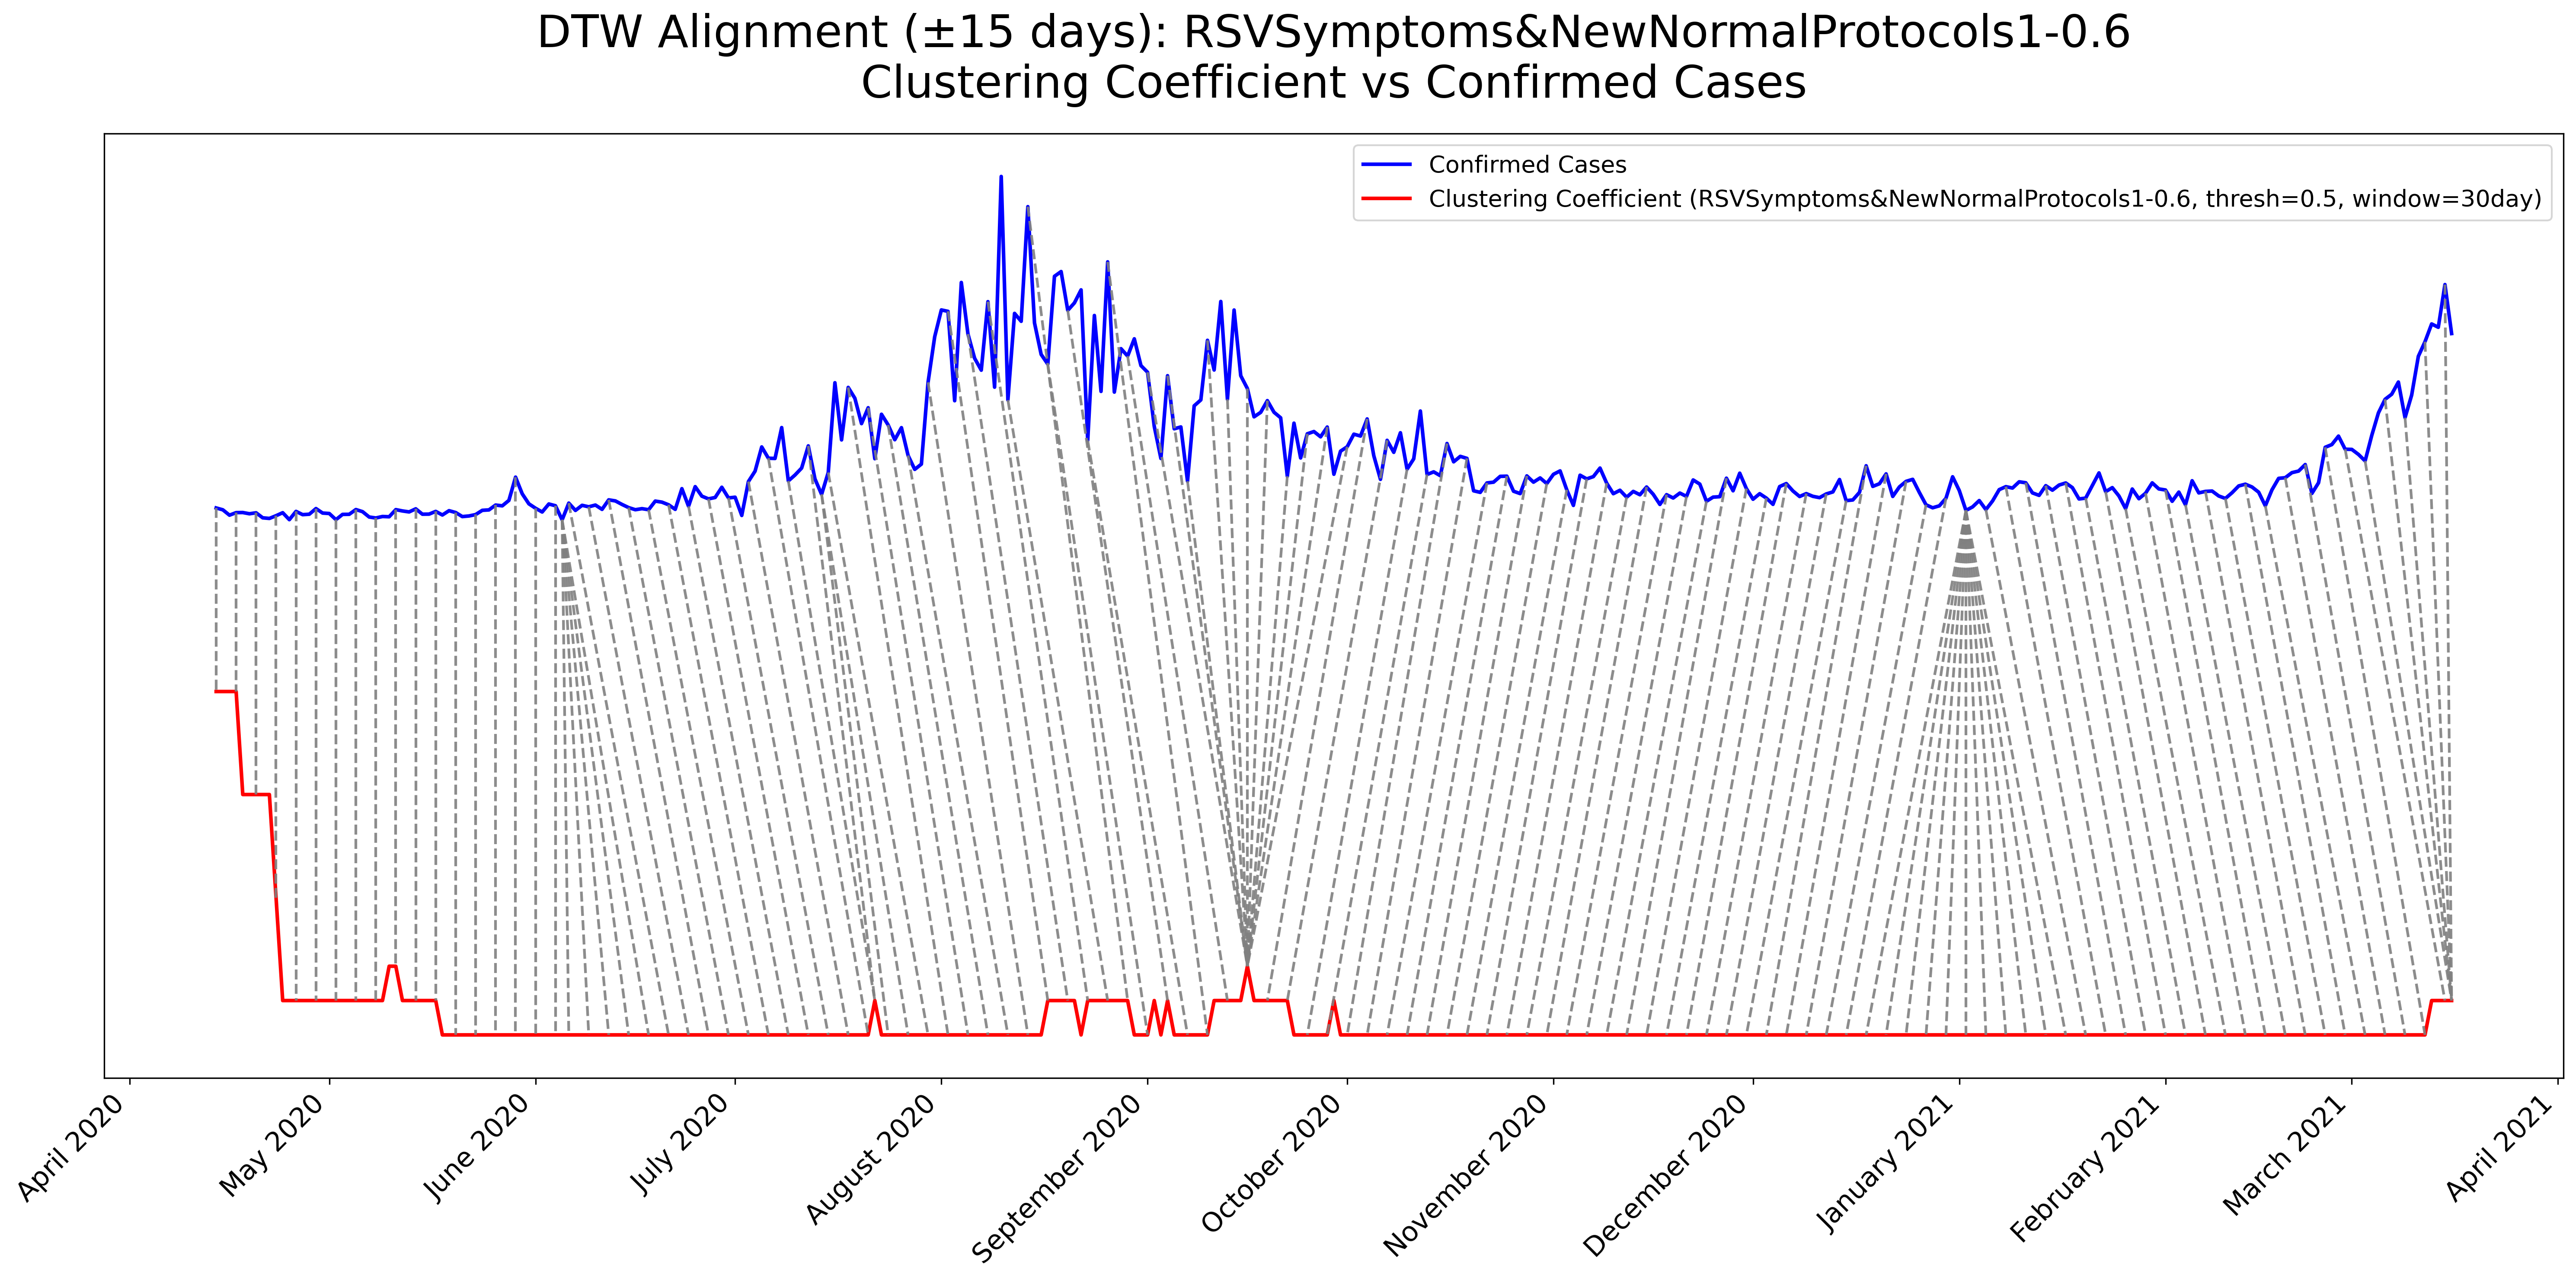 DTW Alignment (±15 days): RSVSymptoms&NewNormalProtocols1-0.6
Clustering Coefficient vs Confirmed Cases
Confirmed Cases
Clustering Coefficient (RSVSymptoms&NewNormalProtocols1-0.6, thresh=0.5, window=30day)
April 2020
May 2020
June 2020
July 2020
August 2020
September 2020
October 2020
November 2020
December 2020
January 2021
February 2021
March 2021
April 2021